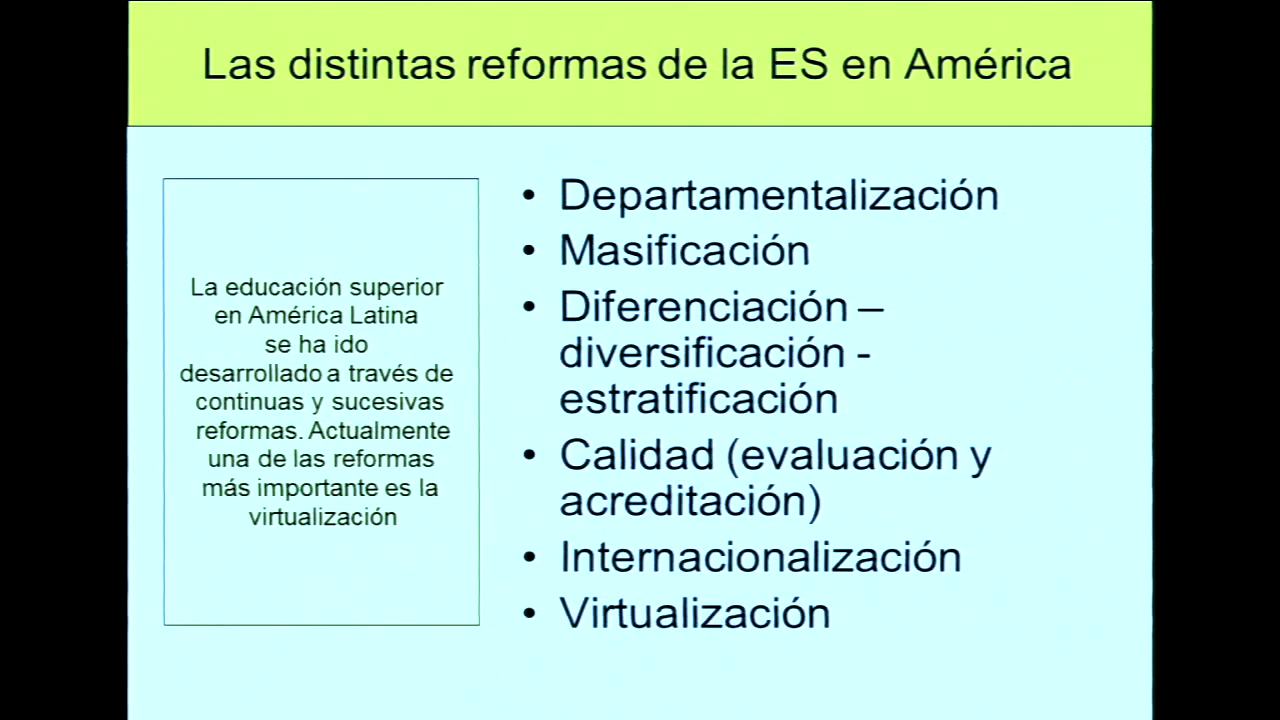 Las distintas reformas de la ES en América
La educación superior
en América Latina
se ha ido
desarrollado a través de
continuas y sucesivas
reformas. Actualmente
una de las reformas
más importante es la
virtualización
• Departamentalización
• Masificación
• Diferenciación –
diversificación -
estratificación
• Calidad (evaluación y
acreditación)
• Internacionalización
• Virtualización